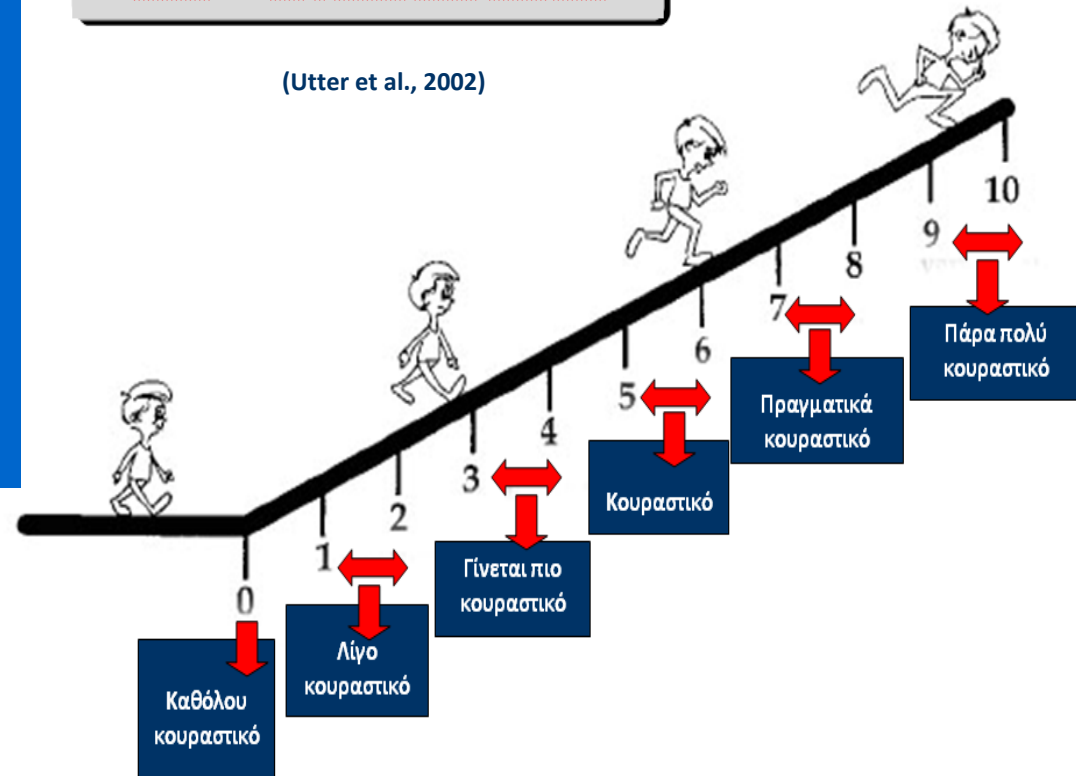 (Utter et al., 2002)
10
9
8
7
6
5
4
3
2
1
0
Πάρα πολύ
κουραστικό
Πραγματικά
κουραστικό
Κουραστικό
Γίνεται πιο
κουραστικό
Λίγο
κουραστικό
Καθόλου
κουραστικό